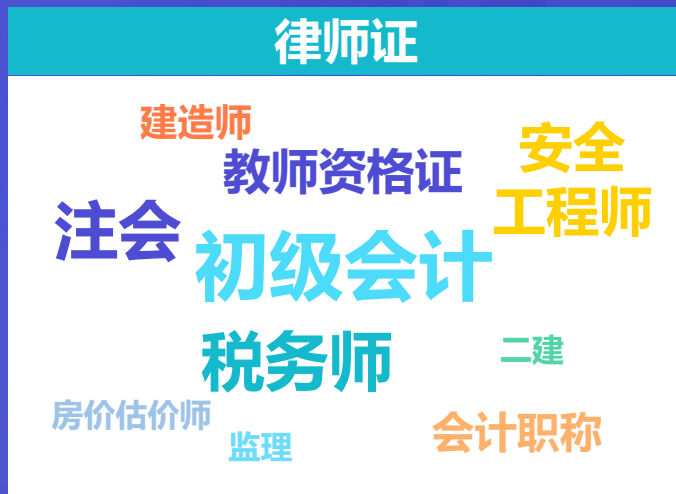 律师证
建造师
教师资格证
安全
工程师
注会
初级会计
税务师
二建
房价估价师
监理
会计职称